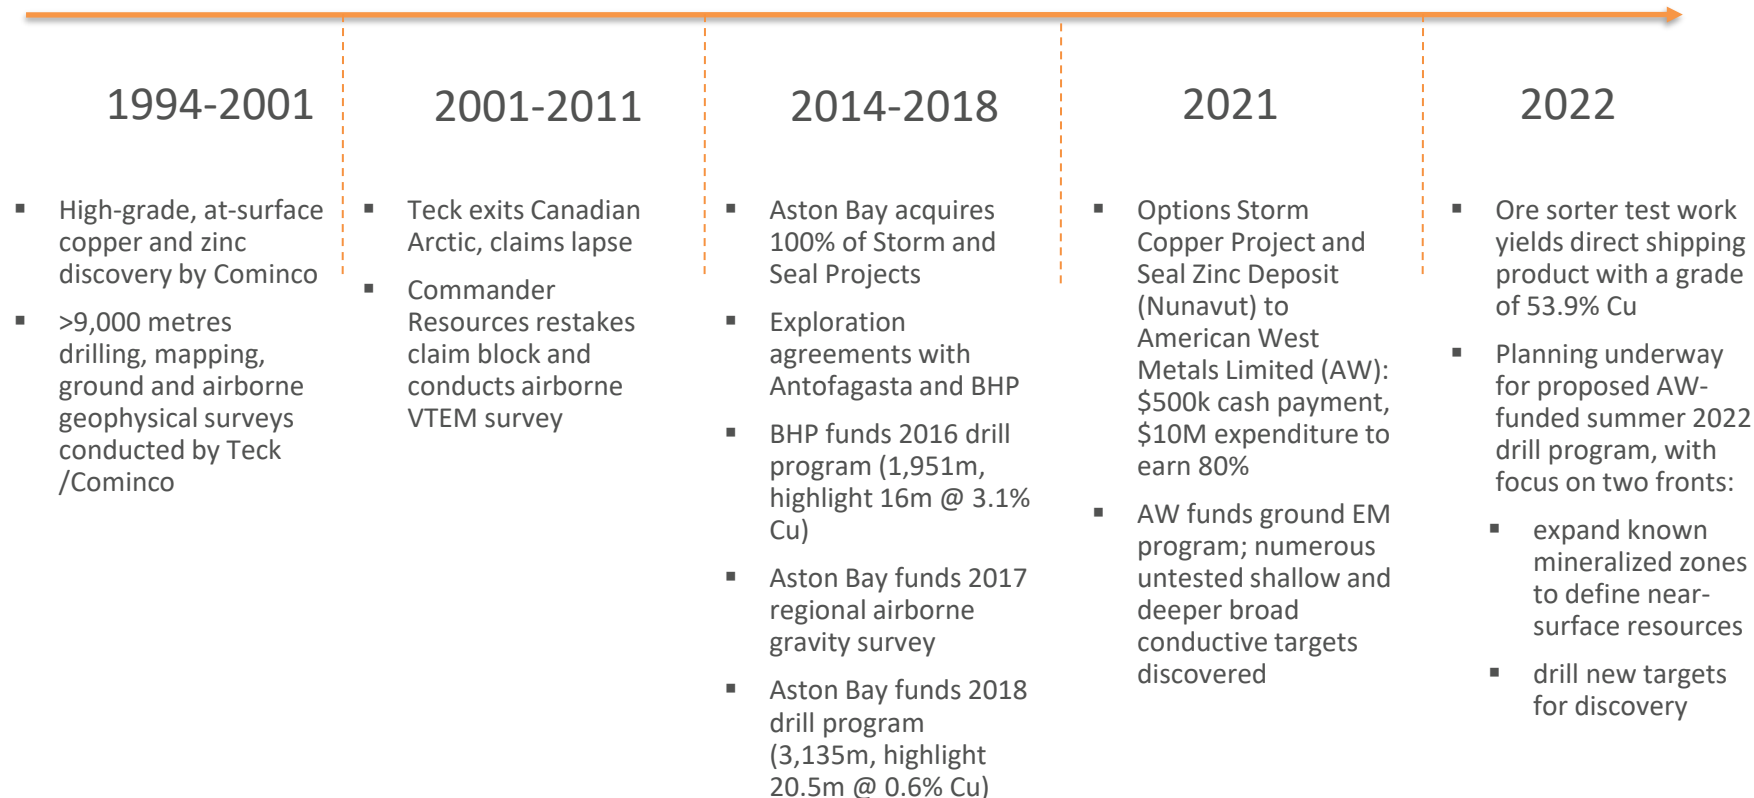 1994-2001
▪ High-grade, at-surface
copper and zinc
discovery by Cominco
▪ >9,000 metres
drilling, mapping,
ground and airborne
geophysical surveys
conducted by Teck
/Cominco
2001-2011
▪ Teck exits Canadian
Arctic, claims lapse
▪ Commander
Resources restakes
claim block and
conducts airborne
VTEM survey
2014-2018
▪ Aston Bay acquires
100% of Storm and
Seal Projects
▪ Exploration
agreements with
Antofagasta and BHP
▪ BHP funds 2016 drill
program (1,951m,
highlight 16m @ 3.1%
Cu)
▪ Aston Bay funds 2017
regional airborne
gravity survey
▪ Aston Bay funds 2018
drill program
(3,135m, highlight
20.5m @ 0.6% Cu)
2021
▪ Options Storm
Copper Project and
Seal Zinc Deposit
(Nunavut) to
American West
Metals Limited (AW):
$500k cash payment,
$10M expenditure to
earn 80%
▪ AW funds ground EM
program; numerous
untested shallow and
deeper broad
conductive targets
discovered
2022
▪ Ore sorter test work
yields direct shipping
product with a grade
of 53.9% Cu
▪ Planning underway
for proposed AW-
funded summer 2022
drill program, with
focus on two fronts:
▪ expand known
mineralized zones
to define near-
surface resources
▪ drill new targets
for discovery